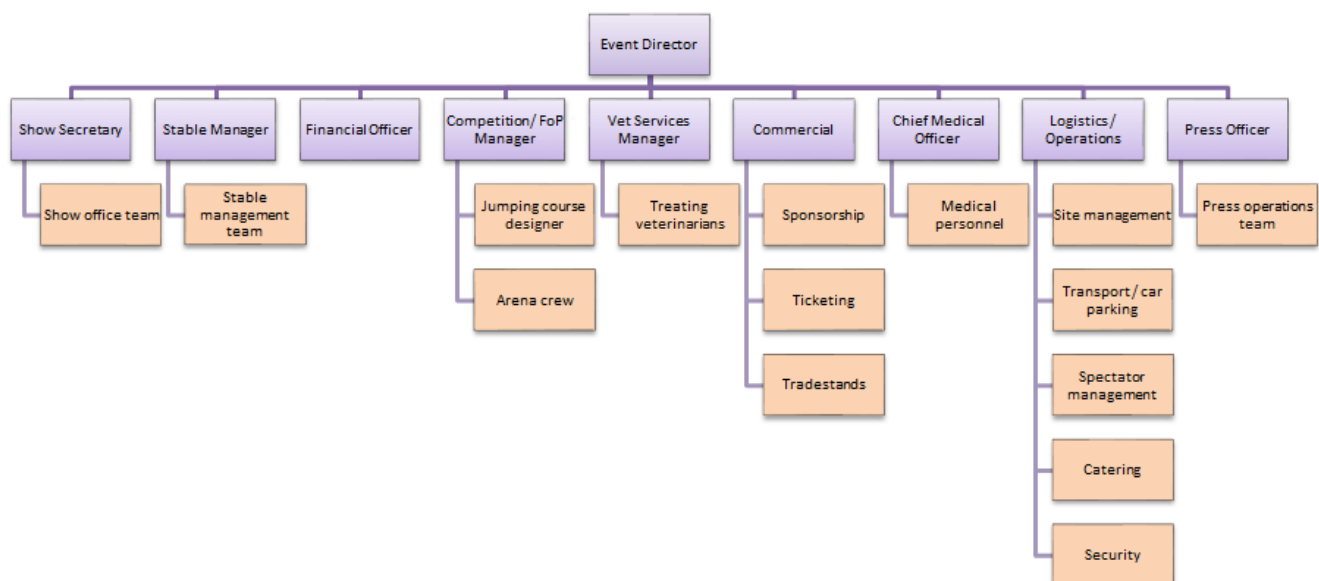 Event Director
Show Secretary
Stable Manager
Financial Officer
Competition/ FoP
Manager
Vet Services
Manager
Commercial
Chief Medical
Officer
Logistics/
Operations
Press Officer
Show office team
Stable
management
team
Jumping course
designer
Treating
veterinarians
Sponsorship
Medical
personnel
Site management
Press operations
team
Arena crew
Ticketing
Transport / car
parking
Tradestands
Spectator
management
Catering
Security